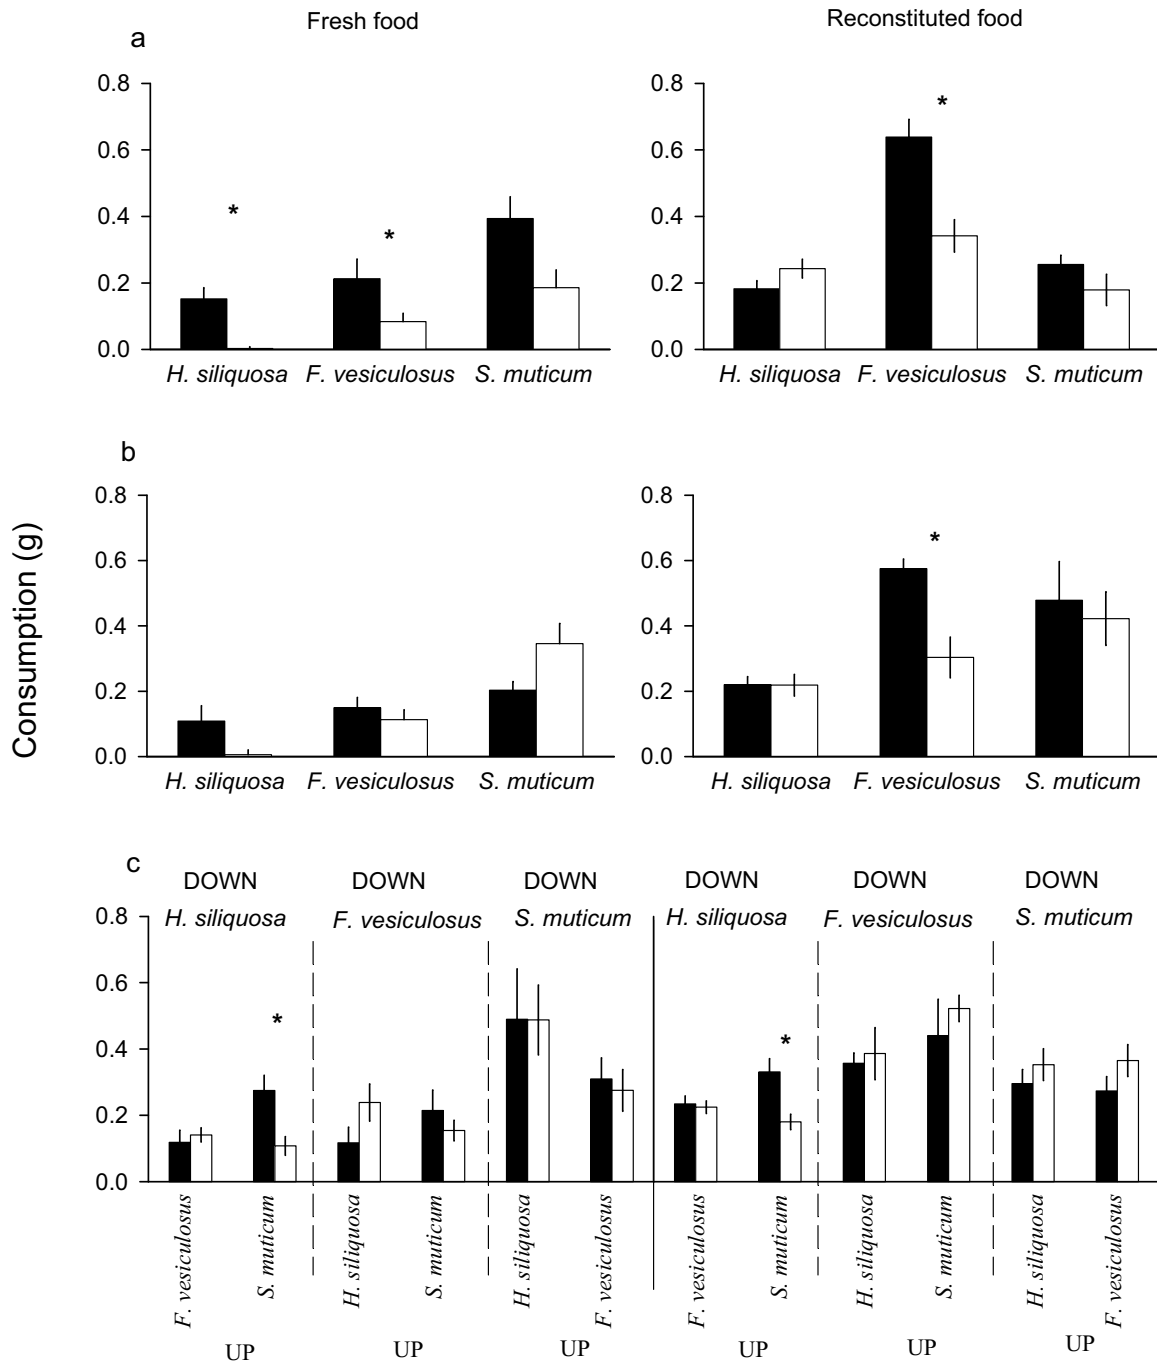 Fresh food
Reconstituted food
a
0.8
0.6
0.4
0.2
0.0
*
*
H. siliquosa F. vesiculosus S. muticum
0.8
0.6
0.4
0.2
0.0
*
H. siliquosa F. vesiculosus S. muticum
b
Consumption (g)
0.8
0.6
0.4
0.2
0.0
H. siliquosa F. vesiculosus S. muticum
0.8
0.6
0.4
0.2
0.0
*
H. siliquosa F. vesiculosus S. muticum
c
DOWN DOWN DOWN DOWN DOWN DOWN
H. siliquosa F. vesiculosus S. muticum H. siliquosa F. vesiculosus S. muticum
0.8
0.6
0.4
0.2
0.0
*
*
F. vesiculosus
S. muticum
H. siliquosa
S. muticum
H. siliquosa
F. vesiculosus
F. vesiculosus
S. muticum
H. siliquosa
S. muticum
H. siliquosa
F. vesiculosus
UP UP UP UP UP UP